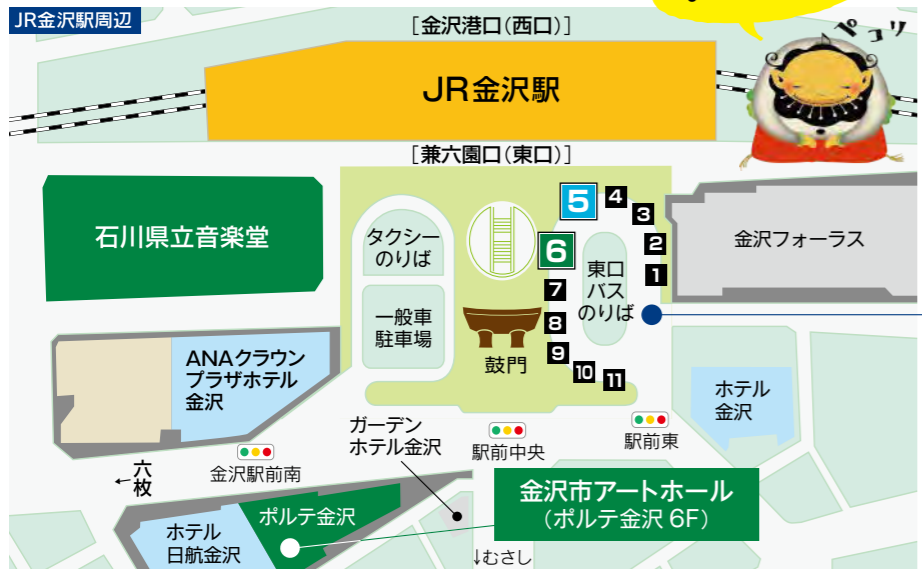 JR金沢駅周辺
[金沢港口(西口)]
ペコリ
JR金沢駅
[兼六園口(東口)]
石川県立音楽堂
タクシー
のりば
一般車
駐車場
5
4
3
2
1
6
7
8
9
10
11
東口
バス
のりば
鼓門
金沢フォーラス
ANAクラウン
プラザホテル
金沢
ホテル
金沢
ガーデン
ホテル金沢
駅前中央
駅前東
金沢駅前南
←六枚
金沢市アートホール
(ポルテ金沢 6F)
ポルテ金沢
ホテル
日航金沢
↓むさし